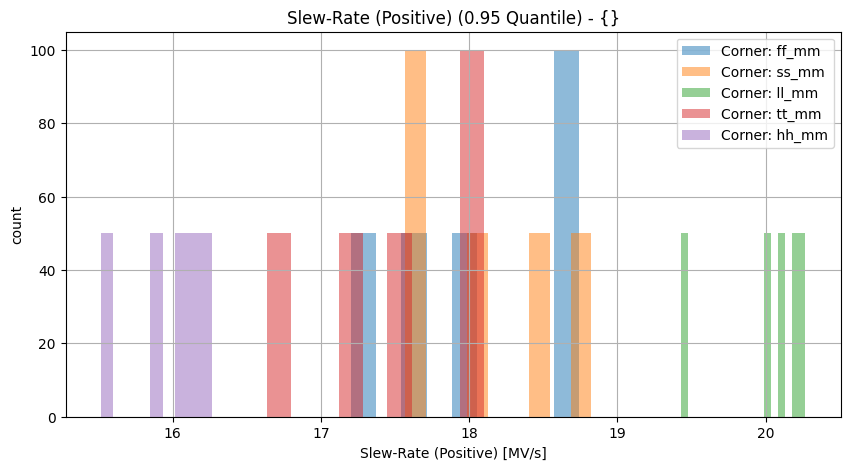 Slew-Rate (Positive) (0.95 Quantile) - {}
100
80
60
40
20
0
count
Corner: ff_mm
Corner: ss_mm
Corner: ll_mm
Corner: tt_mm
Corner: hh_mm
16 17 18 19 20
Slew-Rate (Positive) [MV/s]